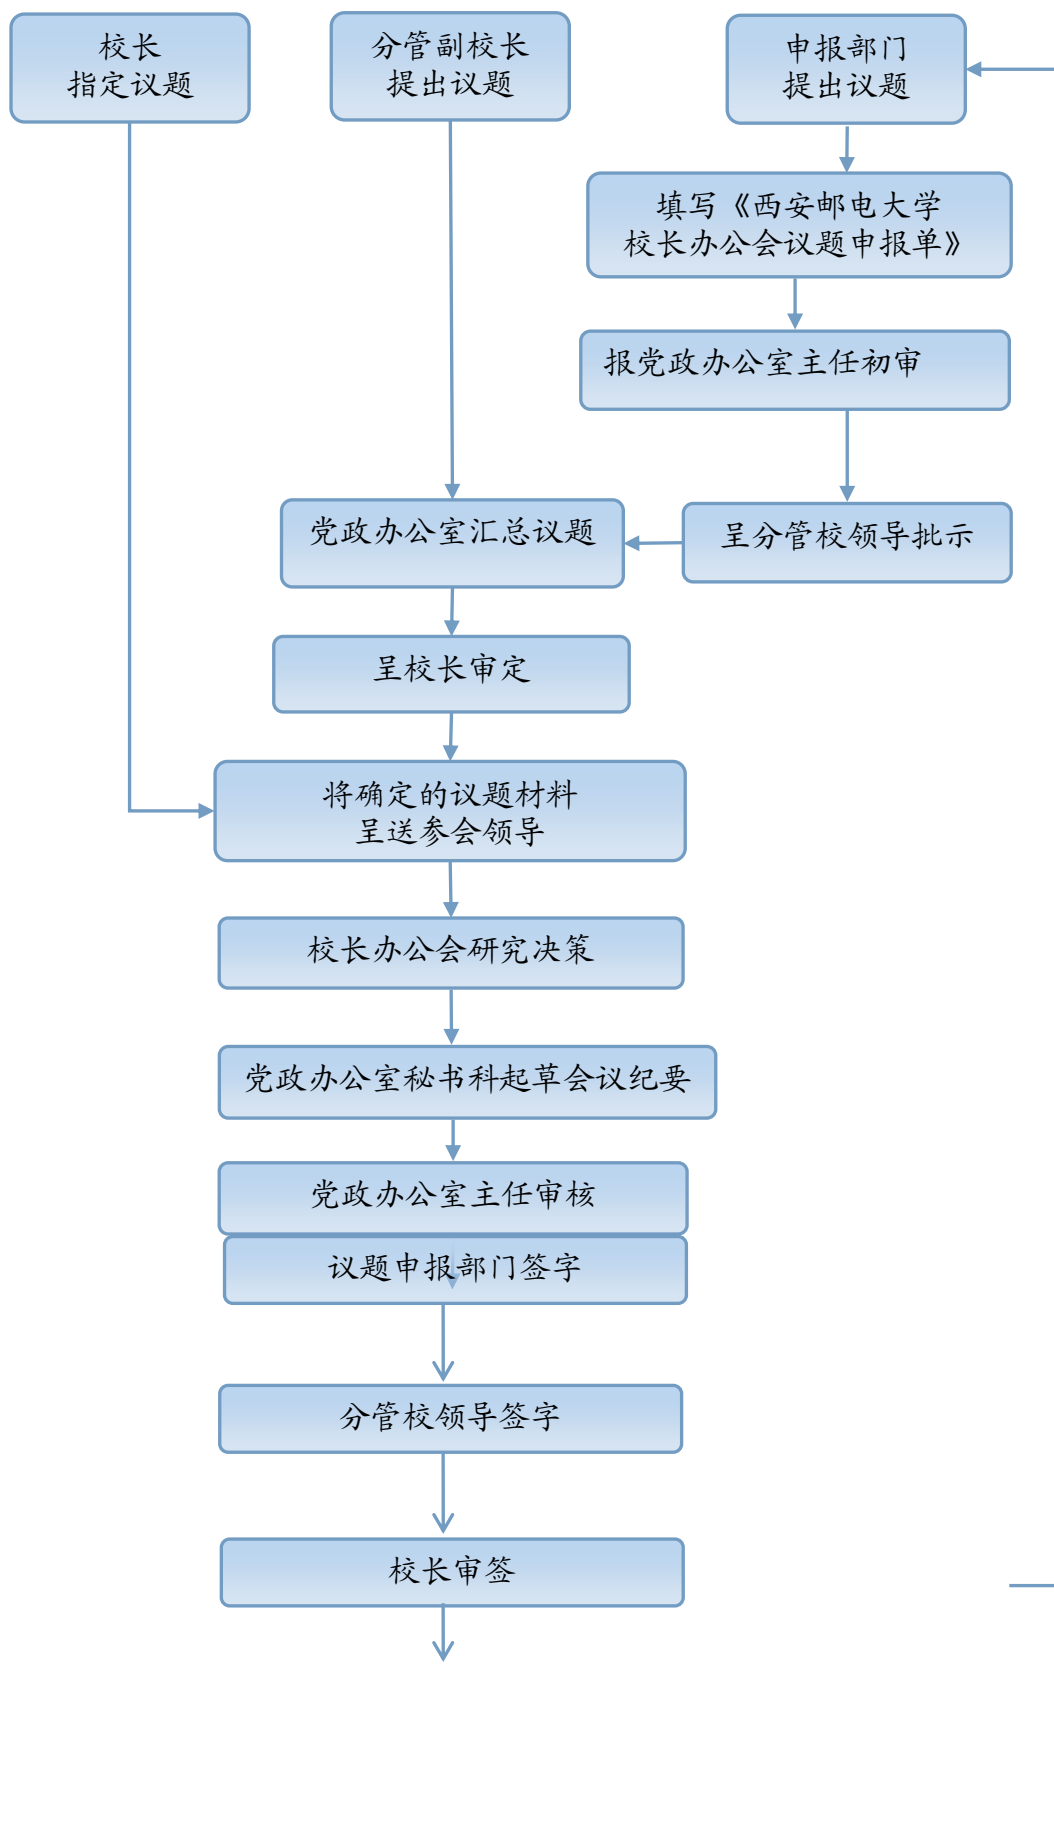 校长
指定议题
分管副校长
提出议题
申报部门
提出议题
填写《西安邮电大学
校长办公会议题申报单》
报党政办公室主任初审
党政办公室汇总议题
呈分管校领导批示
呈校长审定
将确定的议题材料
呈送参会领导
校长办公会研究决策
党政办公室秘书科起草会议纪要
党政办公室主任审核
议题申报部门签字
分管校领导签字
校长审签